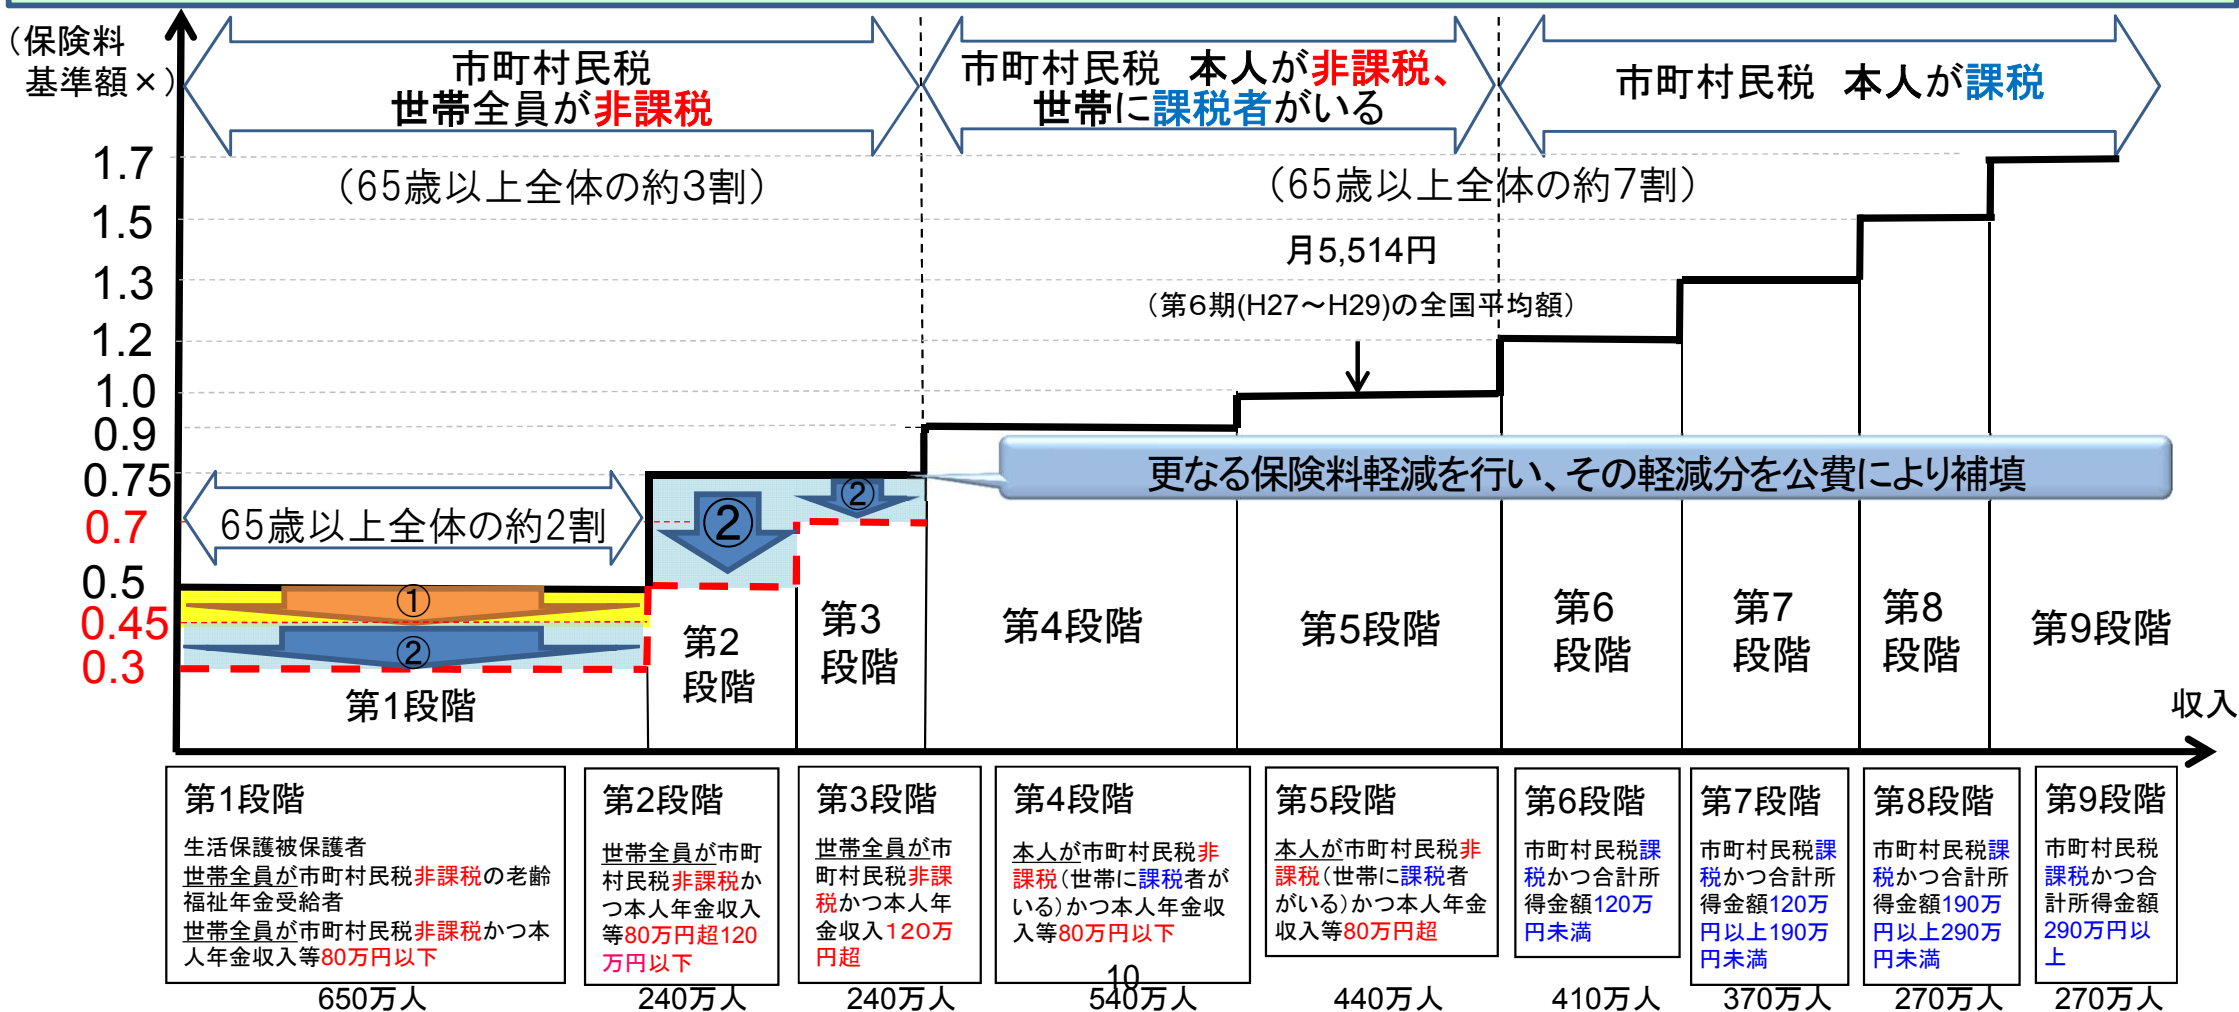 （保険料
基準額×）
市町村民税
世帯全員が非課税
市町村民税　本人が非課税、
世帯に課税者がいる
市町村民税　本人が課税
1.7
1.5
1.3
1.2
1.0
0.9
0.75
0.7
0.5
0.45
0.3
（65歳以上全体の約3割）
（65歳以上全体の約7割）
月5,514円
（第６期(H27～H29)の全国平均額）
更なる保険料軽減を行い、その軽減分を公費により補填
65歳以上全体の約2割
①
②
②
②
第1段階
第2
段階
第3
段階
第4段階
第5段階
第6
段階
第7
段階
第8
段階
第9段階
収入
第1段階
生活保護被保護者
世帯全員が市町村民税非課税の老齢
福祉年金受給者
世帯全員が市町村民税非課税かつ本
人年金収入等80万円以下
650万人
第2段階
世帯全員が市町
村民税非課税か
つ本人年金収入
等80万円超120
万円以下
240万人
第3段階
世帯全員が市
町村民税非課
税かつ本人年
金収入１２０万
円超
240万人
第4段階
本人が市町村民税非
課税（世帯に課税者が
いる）かつ本人年金収
入等80万円以下
10
540万人
第5段階
本人が市町村民税非
課税（世帯に課税者
がいる）かつ本人年金
収入等80万円超
440万人
第6段階
市町村民税課
税かつ合計所
得金額120万
円未満
410万人
第7段階
市町村民税課
税かつ合計所
得金額120万
円以上190万
円未満
370万人
第8段階
市町村民税課
税かつ合計所
得金額190万
円以上290万
円未満
270万人
第9段階
市町村民税
課税かつ合
計所得金額
290万円以
上
270万人